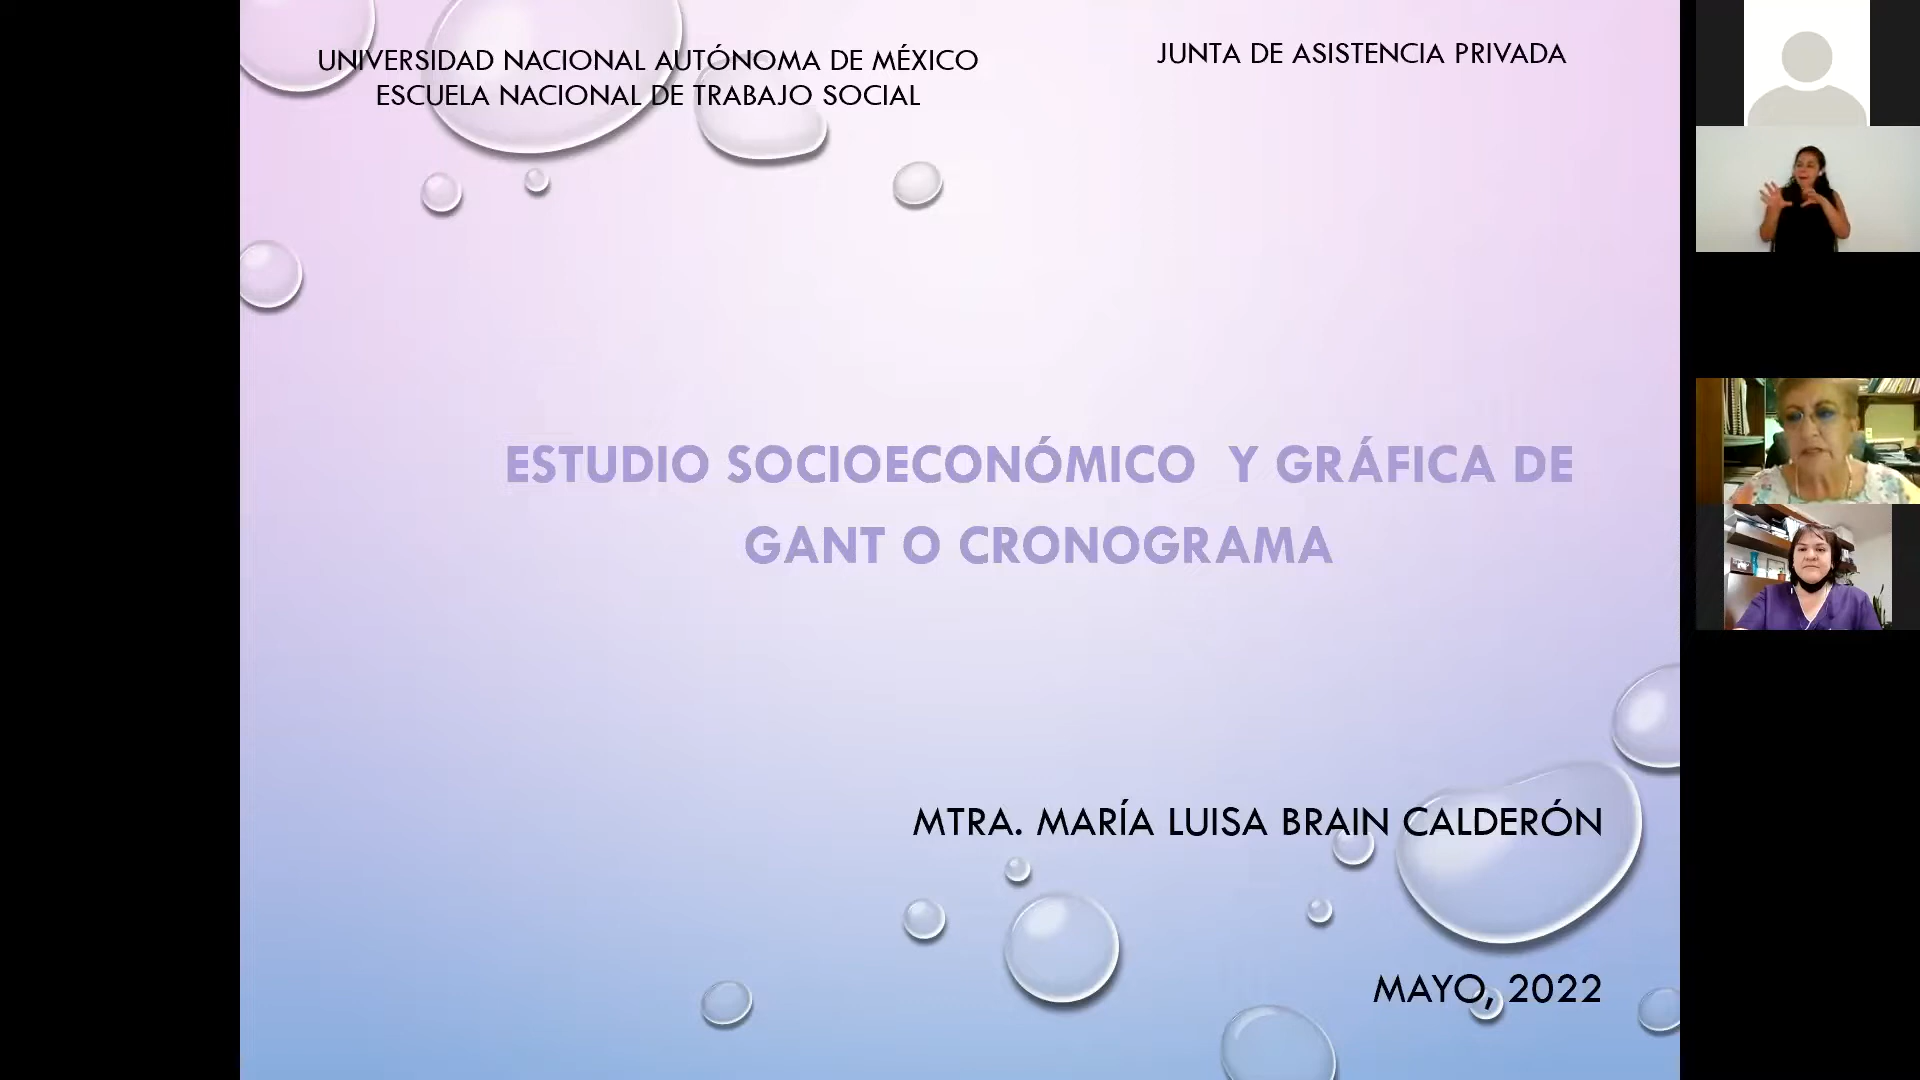 UNIVERSIDAD NACIONAL AUTÓNOMA DE MÉXICO
ESCUELA NACIONAL DE TRABAJO SOCIAL
JUNTA DE ASISTENCIA PRIVADA
ESTUDIO SOCIOECONÓMICO Y GRÁFICA DE
GANT O CRONOGRAMA
MTRA. MARÍA LUISA BRAIN CALDERÓN
MAYO, 2022